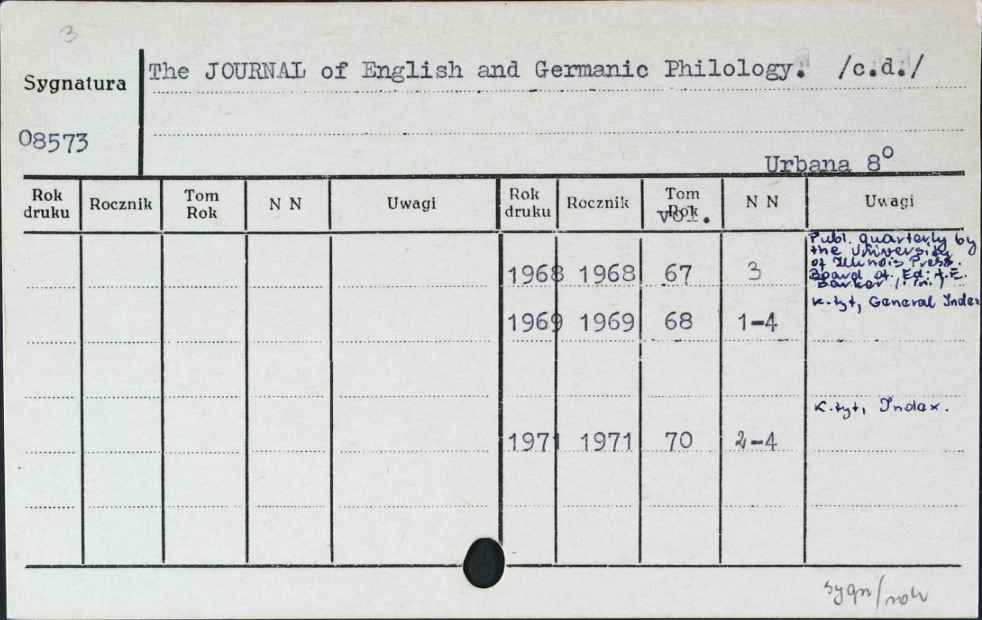 3
The JOURNAL of English and Germanic Philology. /c.d./
Sygnatura
08573
Urbana 8°
Rok druku Rocznik Tom Rok N N Uwagi Rok druku Rocznik Tom Rok vol. N N Uwagi
Publ. quarterly by
the University
of Illinois Press.
Board of Ed: A.E.
1968 1968 67 3
Barker (i in.)
k.tyt, General Index
1969 1969 68 1-4
k.tyt, Index.
1971 1971 70 2-4
sygn/rok